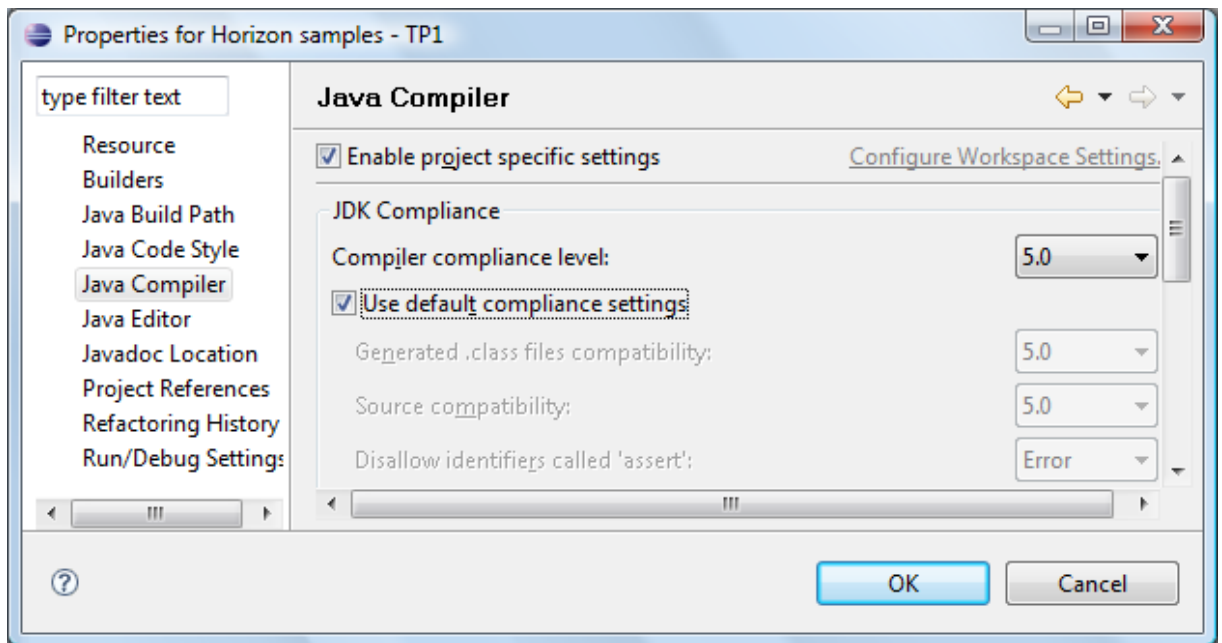 Properties for Horizon samples - TP1
type filter text
Resource
Builders
Java Build Path
Java Code Style
Java Compiler
Java Editor
Javadoc Location
Project References
Refactoring History
Run/Debug Settings
Java Compiler
Enable project specific settings Configure Workspace Settings.
JDK Compliance
Compiler compliance level: 5.0
Use default compliance settings
Generated .class files compatibility: 5.0
Source compatibility: 5.0
Disallow identifiers called 'assert': Error
OK Cancel